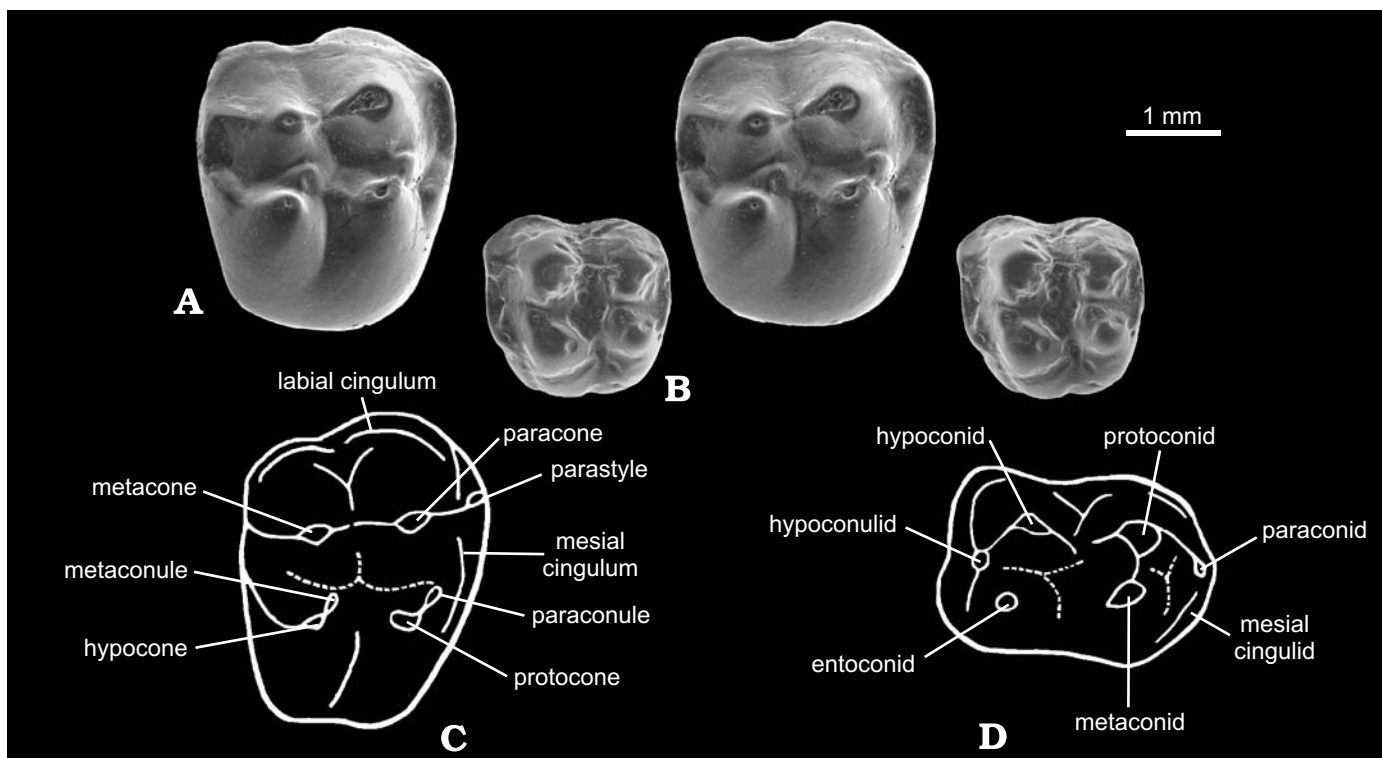 1 mm
A
B
labial cingulum
paracone
parastyle
metacone
mesial
cingulum
metaconule
paraconule
hypocone
protocone
C
hypoconid
protoconid
hypoconulid
paraconid
entoconid
mesial
cingulid
metaconid
D